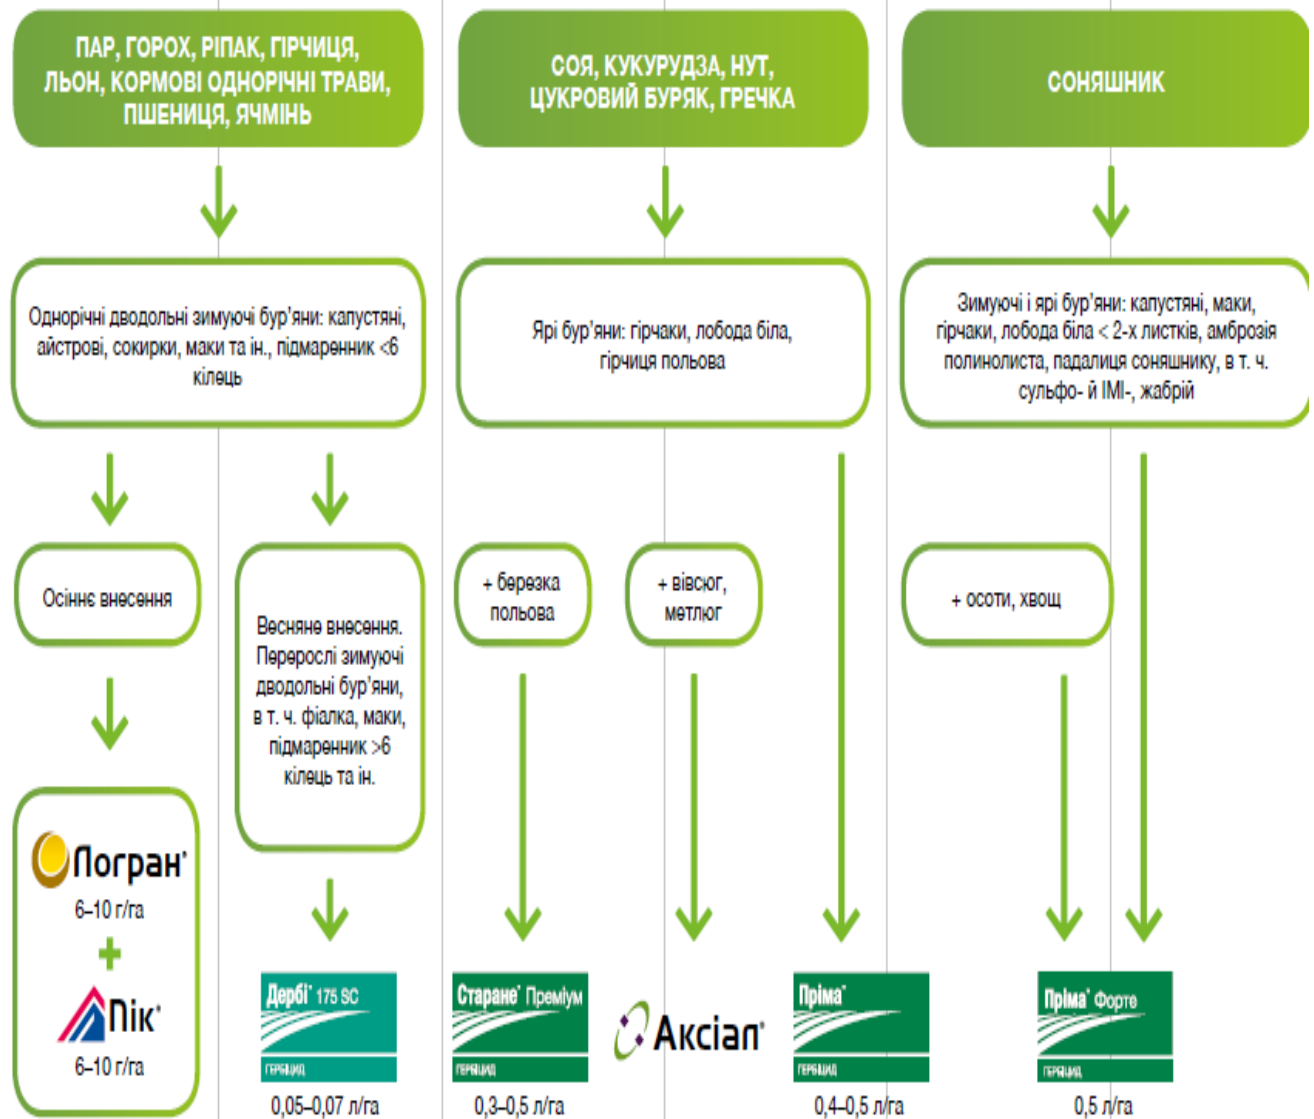 ПАР, ГОРОХ, РІПАК, ГІРЧИЦЯ,
ЛЬОН, КОРМОВІ ОДНОРІЧНІ ТРАВИ,
ПШЕНИЦЯ, ЯЧМІНЬ
СОЯ, КУКУРУДЗА, НУТ,
ЦУКРОВИЙ БУРЯК, ГРЕЧКА
СОНЯШНИК
Однорічні дводольні зимуючі бур’яни: капустяні,
айстрові, сокирки, маки та ін., підмаренник <6
кілець
Ярі бур’яни: гірчаки, лобода біла,
гірчиця польова
Зимуючі і ярі бур’яни: капустяні, маки,
гірчаки, лобода біла < 2-х листків, амброзія
полинолиста, падалиця соняшнику, в т. ч.
сульфо- й ІМІ-, жабрій
Осіннє внесення
Весняне внесення.
Перерослі зимуючі
дводольні бур’яни,
в т. ч. фіалка, маки,
підмаренник >6
кілець та ін.
+ березка
польова
+ вівсюг,
метлюг
+ осоти, хвощ
Логран®
6–10 г/га
+
Пік®
6–10 г/га
Дербі® 175 SC
ГЕРБІЦИД
0,05–0,07 л/га
Старане® Преміум
ГЕРБІЦИД
0,3–0,5 л/га
Аксіал®
Пріма®
ГЕРБІЦИД
0,4–0,5 л/га
Пріма® Форте
ГЕРБІЦИД
0,5 л/га